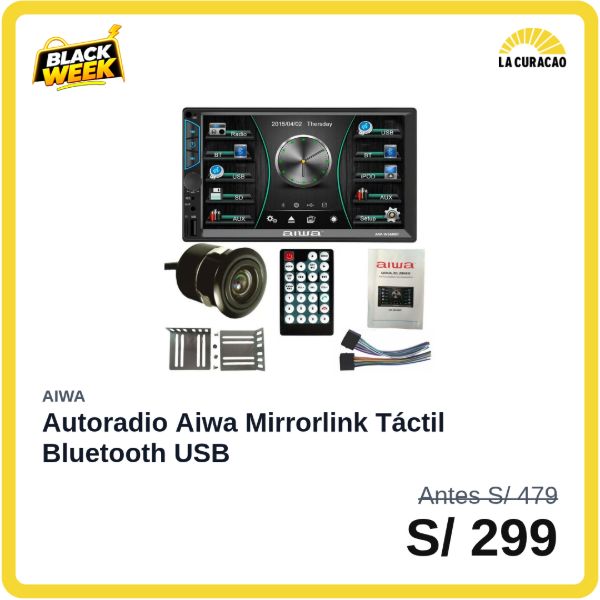 BLACK
WEEK
LA CURACAO
2015/04/02 Thursday
Radio
USB
BT
BT
USB
iPOD
SD
AUX
AUX
Setup
aiwa
aiwa
AIWA
Autoradio Aiwa Mirrorlink Táctil
Bluetooth USB
Antes S/ 479
S/ 299